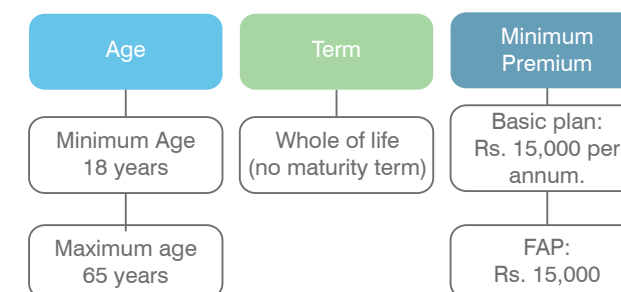 Age
Minimum Age
18 years
Maximum age
65 years
Term
Whole of life
(no maturity term)
Minimum
Premium
Basic plan:
Rs. 15,000 per
annum.
FAP:
Rs. 15,000